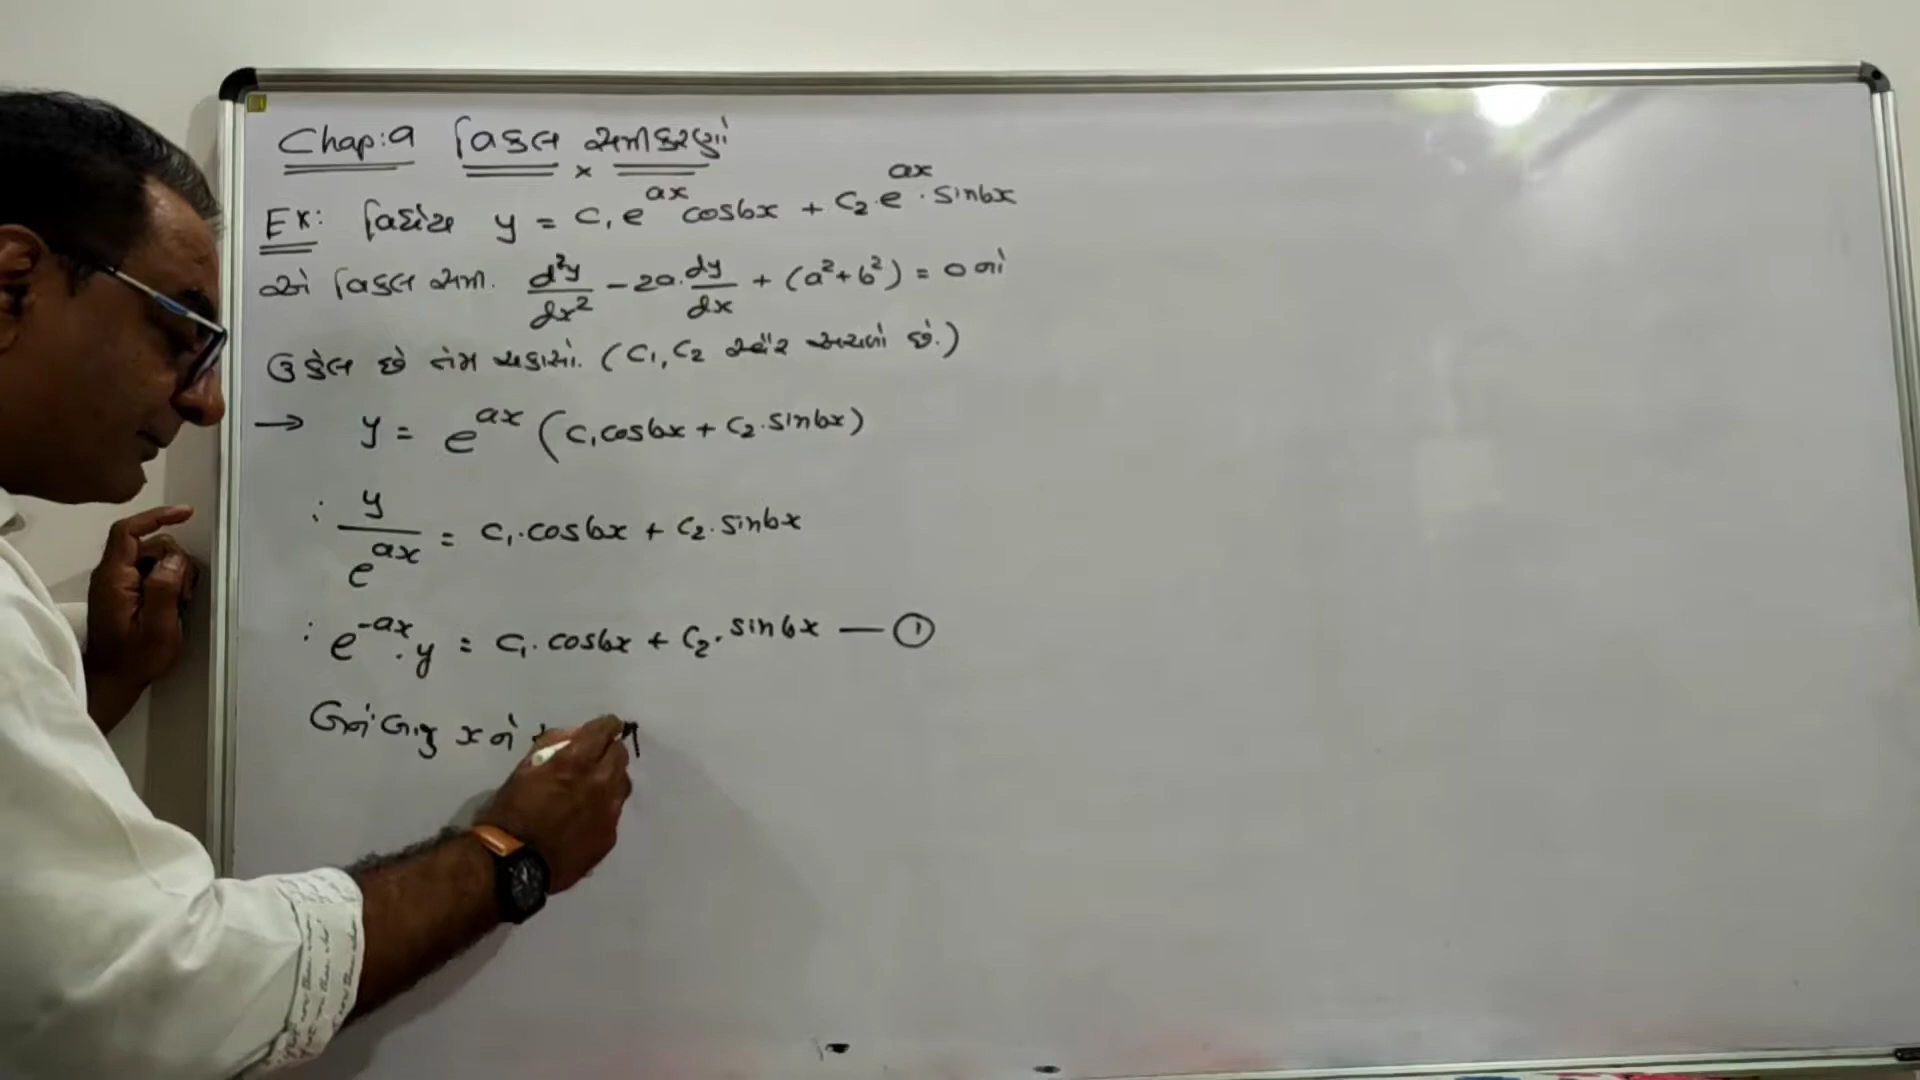 Chap:9 વિકલ સમીકરણો
Ex: વિધેય y = c₁e^ax cosbx + c₂.e^ax . sinbx
એ વિકલ સમી. d²y/dx² - 2a.dy/dx + (a²+b²) = 0 નો
ઉકેલ છે તેમ ચકાસો. (c₁, c₂ સ્વૈર અચળો છે.)
→ y = e^ax (c₁cosbx + c₂.sinbx)
: y/e^ax = c₁.cosbx + c₂.sinbx
: e^-ax.y = c₁.cosbx + c₂.sinbx — ①
બંને બાજુ x ને